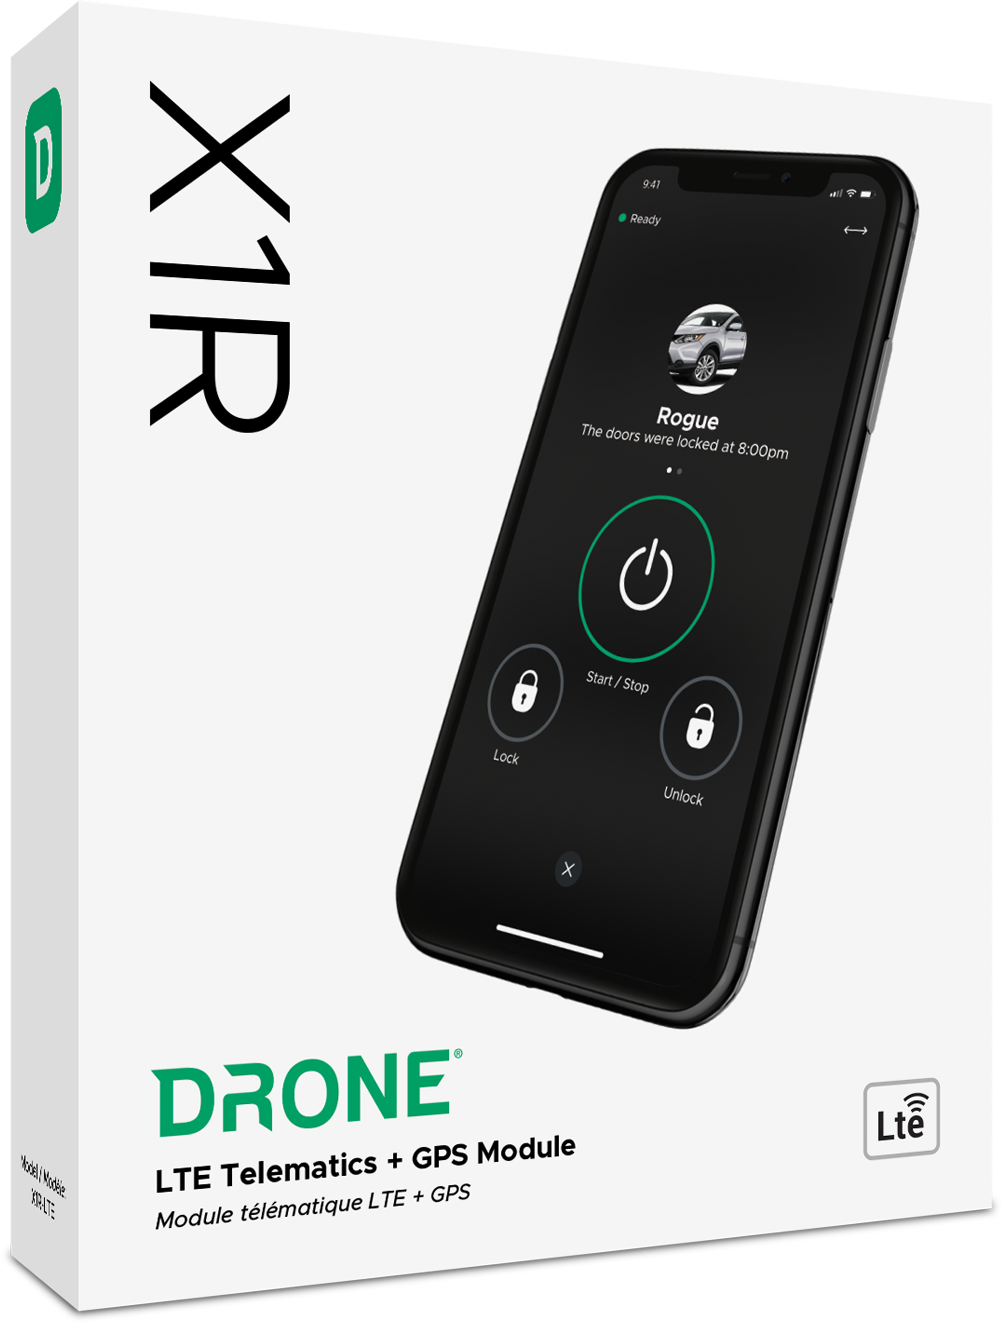 D
X1R
9:41
Ready
Rogue
The doors were locked at 8:00pm
Start / Stop
Lock
Unlock
X
DRONE®
LTE Telematics + GPS Module
Module télématique LTE + GPS
Lte
Model / Modèle:
X1R-LTE